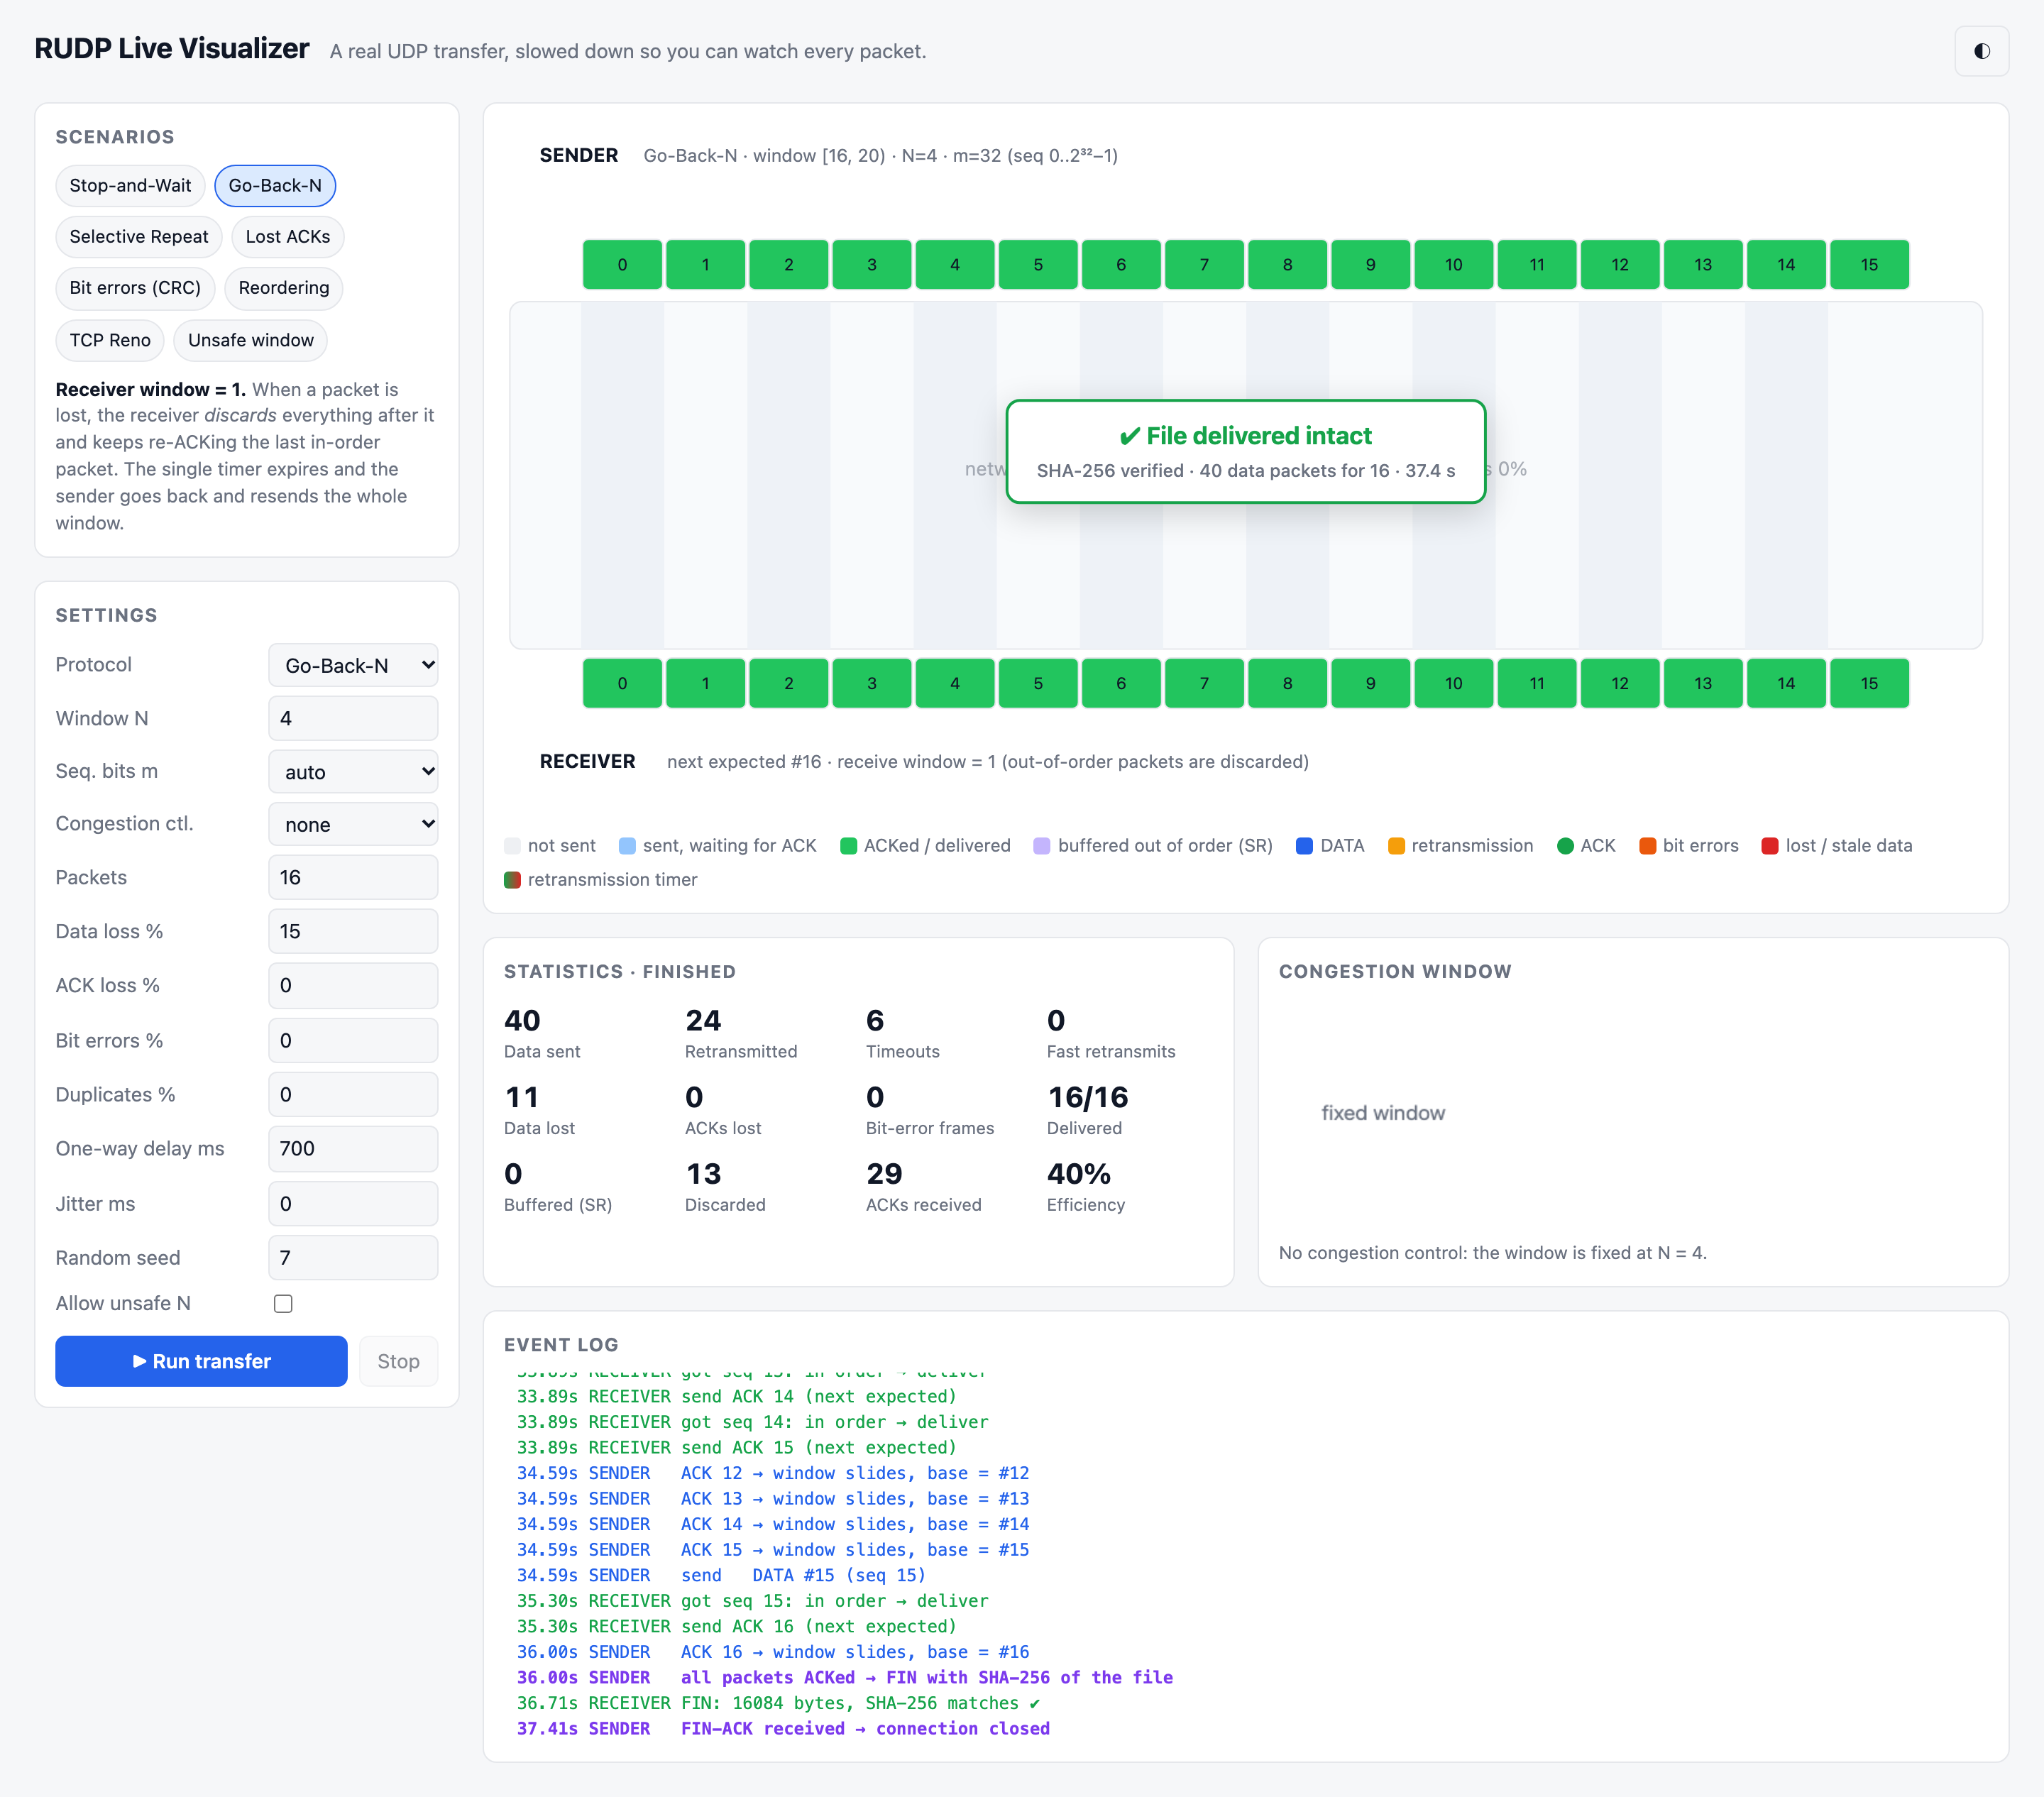 RUDP Live Visualizer A real UDP transfer, slowed down so you can watch every packet.
SCENARIOS
Stop-and-Wait Go-Back-N
Selective Repeat Lost ACKs
Bit errors (CRC) Reordering
TCP Reno Unsafe window
Receiver window = 1. When a packet is
lost, the receiver discards everything after it
and keeps re-ACKing the last in-order
packet. The single timer expires and the
sender goes back and resends the whole
window.
SETTINGS
Protocol Go-Back-N
Window N 4
Seq. bits m auto
Congestion ctl. none
Packets 16
Data loss % 15
ACK loss % 0
Bit errors % 0
Duplicates % 0
One-way delay ms 700
Jitter ms 0
Random seed 7
Allow unsafe N
▶ Run transfer Stop
SENDER Go-Back-N · window [16, 20) · N=4 · m=32 (seq 0..2³²−1)
0 1 2 3 4 5 6 7 8 9 10 11 12 13 14 15
✔ File delivered intact
SHA-256 verified · 40 data packets for 16 · 37.4 s
0%
0 1 2 3 4 5 6 7 8 9 10 11 12 13 14 15
RECEIVER next expected #16 · receive window = 1 (out-of-order packets are discarded)
not sent sent, waiting for ACK ACKed / delivered buffered out of order (SR) DATA retransmission ACK bit errors lost / stale data
retransmission timer
STATISTICS · FINISHED
40 24 6 0
Data sent Retransmitted Timeouts Fast retransmits
11 0 0 16/16
Data lost ACKs lost Bit-error frames Delivered
0 13 29 40%
Buffered (SR) Discarded ACKs received Efficiency
CONGESTION WINDOW
fixed window
No congestion control: the window is fixed at N = 4.
EVENT LOG
33.89s RECEIVER got seq 13: in order → deliver
33.89s RECEIVER send ACK 14 (next expected)
33.89s RECEIVER got seq 14: in order → deliver
33.89s RECEIVER send ACK 15 (next expected)
34.59s SENDER ACK 12 → window slides, base = #12
34.59s SENDER ACK 13 → window slides, base = #13
34.59s SENDER ACK 14 → window slides, base = #14
34.59s SENDER ACK 15 → window slides, base = #15
34.59s SENDER send DATA #15 (seq 15)
35.30s RECEIVER got seq 15: in order → deliver
35.30s RECEIVER send ACK 16 (next expected)
36.00s SENDER ACK 16 → window slides, base = #16
36.00s SENDER all packets ACKed → FIN with SHA-256 of the file
36.71s RECEIVER FIN: 16084 bytes, SHA-256 matches ✔
37.41s SENDER FIN-ACK received → connection closed